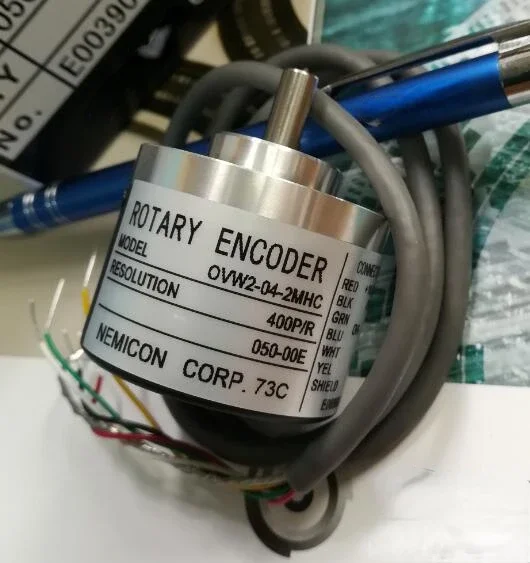 E00390
No.
ROTARY ENCODER
MODEL OVW2-04-2MHC
RESOLUTION 400P/R
050-00E
NEMICON CORP. 73C
RED
BLK
GRN
BLU
WHT
YEL
SHIELD